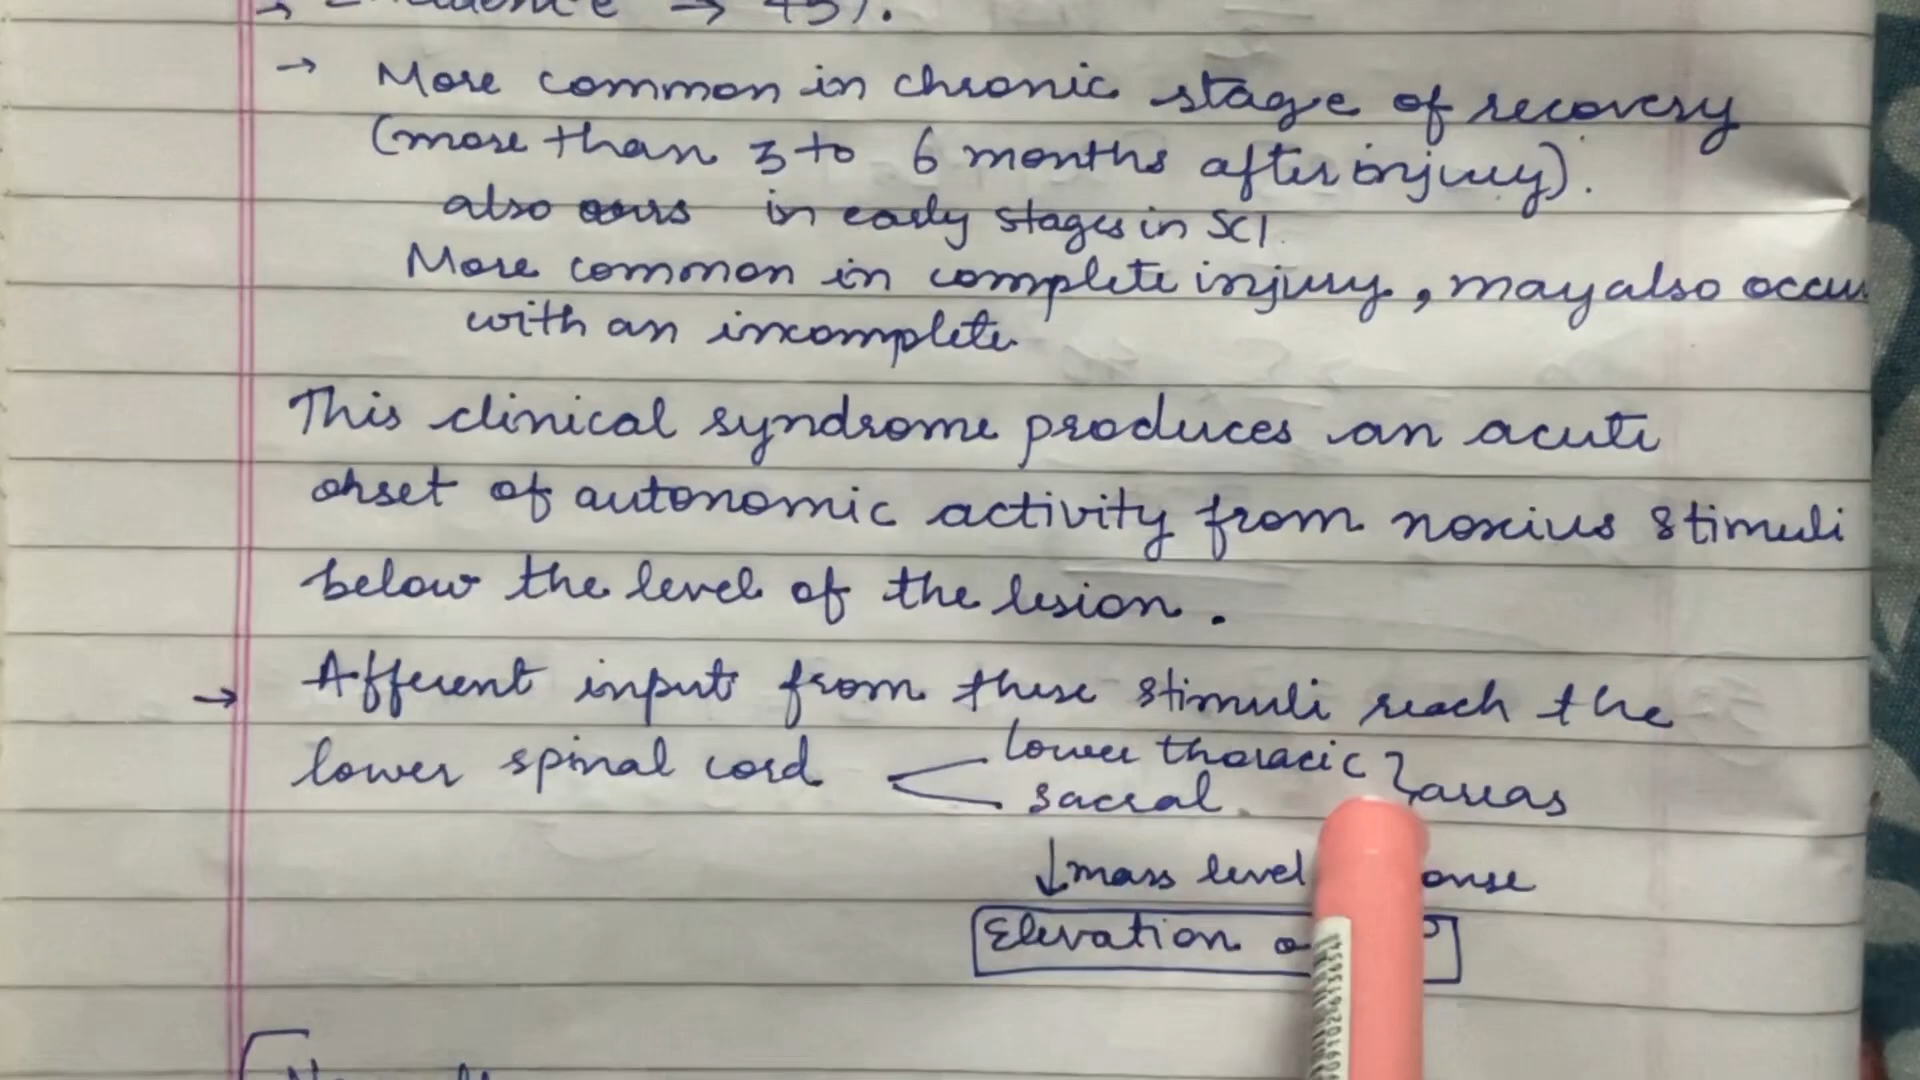 → More common in chronic stage of recovery
(more than 3 to 6 months after injury).
also in early stages in SCI.
More common in complete injury, may also occur
with an incomplete
This clinical syndrome produces an acute
onset of autonomic activity from noxius stimuli
below the level of the lesion.
→ Afferent input from these stimuli reach the
lower spinal cord lower thoracic } areas
sacral
↓ mass level
Elevation